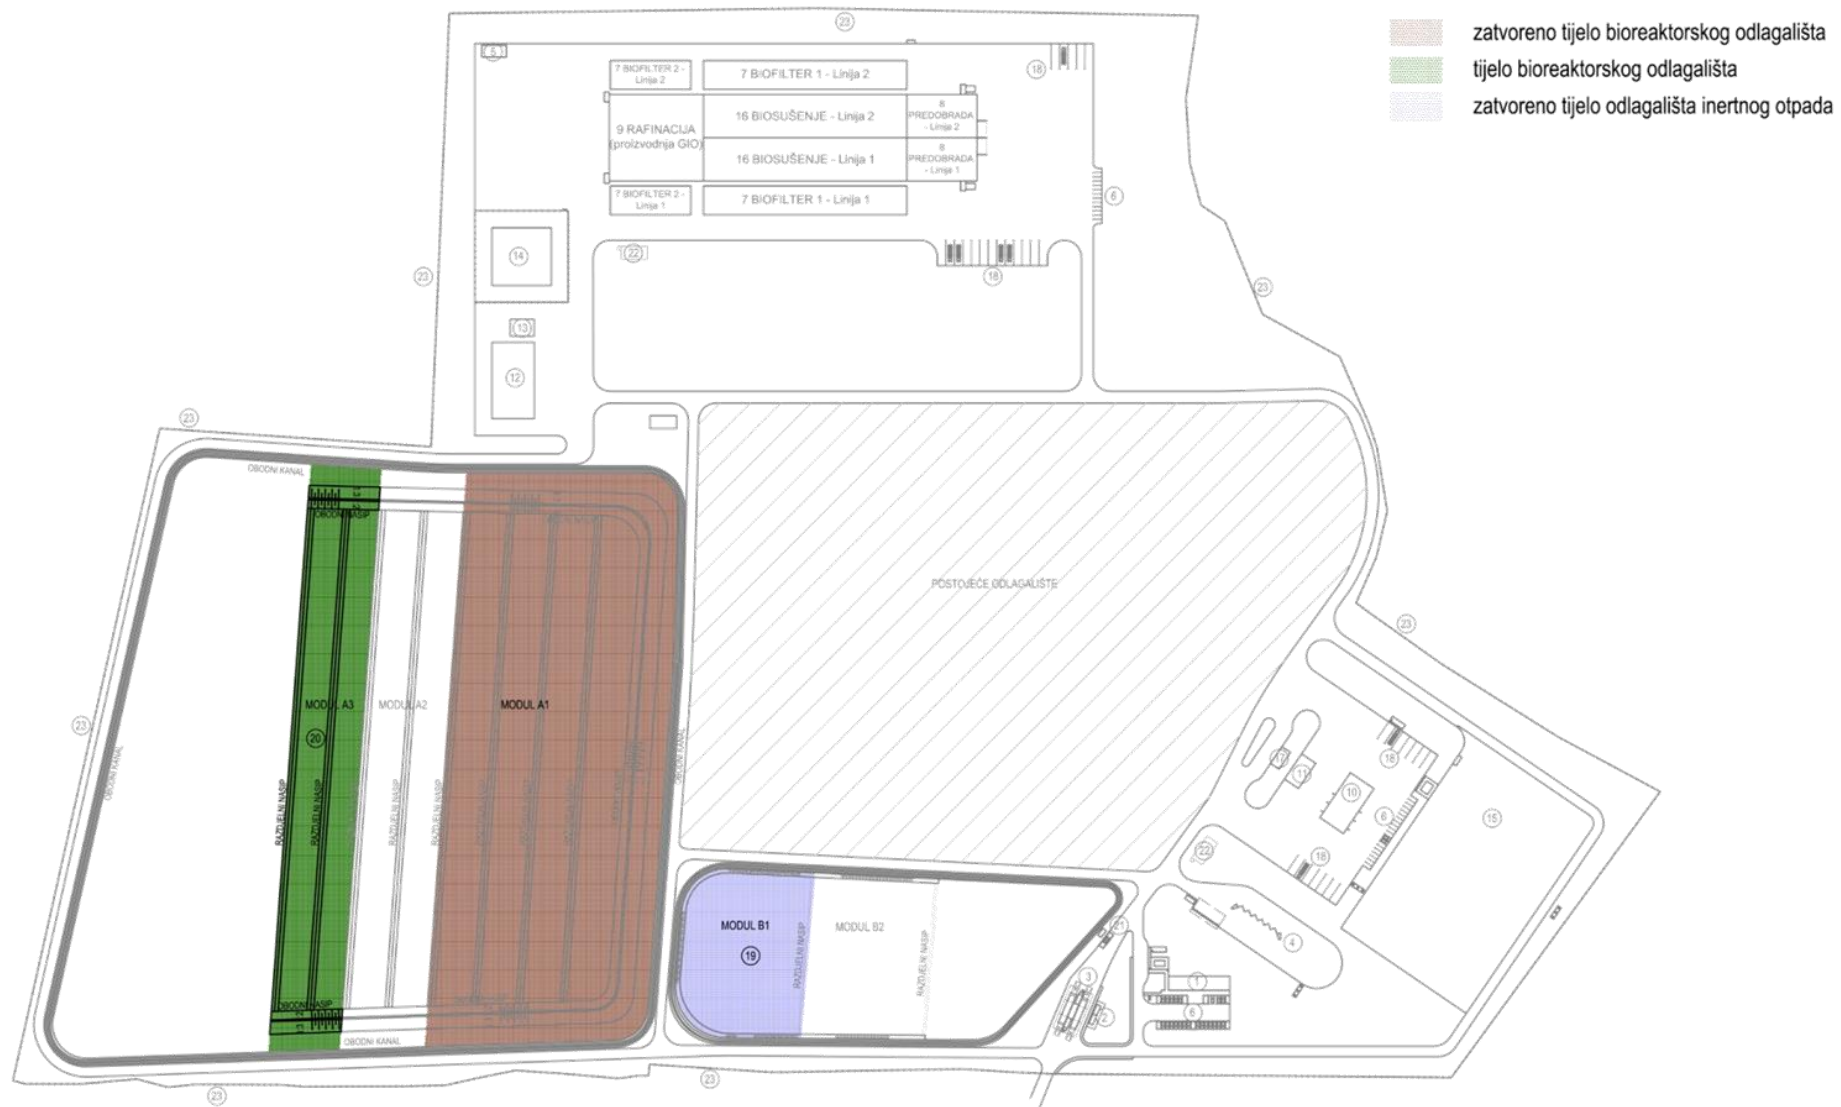 zatvoreno tijelo bioreaktorskog odlagališta
tijelo bioreaktorskog odlagališta
zatvoreno tijelo odlagališta inertnog otpada
23
5
18
7 BIOFILTER 2 -
Linija 2
7 BIOFILTER 1 - Linija 2
9 RAFINACIJA
(proizvodnja GIO)
16 BIOSUŠENJE - Linija 2
8
PREDOBRADA
- Linija 2
16 BIOSUŠENJE - Linija 1
8
PREDOBRADA
- Linija 1
7 BIOFILTER 2 -
Linija 1
7 BIOFILTER 1 - Linija 1
6
14
22
18
23
23
13
12
23
OBODNI KANAL
OBODNI NASIP
POSTOJEĆE ODLAGALIŠTE
23
MODUL A3
MODUL A2
MODUL A1
20
23
OBODNI KANAL
OBODNI KANAL
RAZDJELNI NASIP
RAZDJELNI NASIP
RAZDJELNI NASIP
RAZDJELNI NASIP
17
11
18
10
6
15
22
18
MODUL B1
19
RAZDJELNI NASIP
MODUL B2
RAZDJELNI NASIP
21
4
3
2
1
6
OBODNI NASIP
OBODNI KANAL
23
23